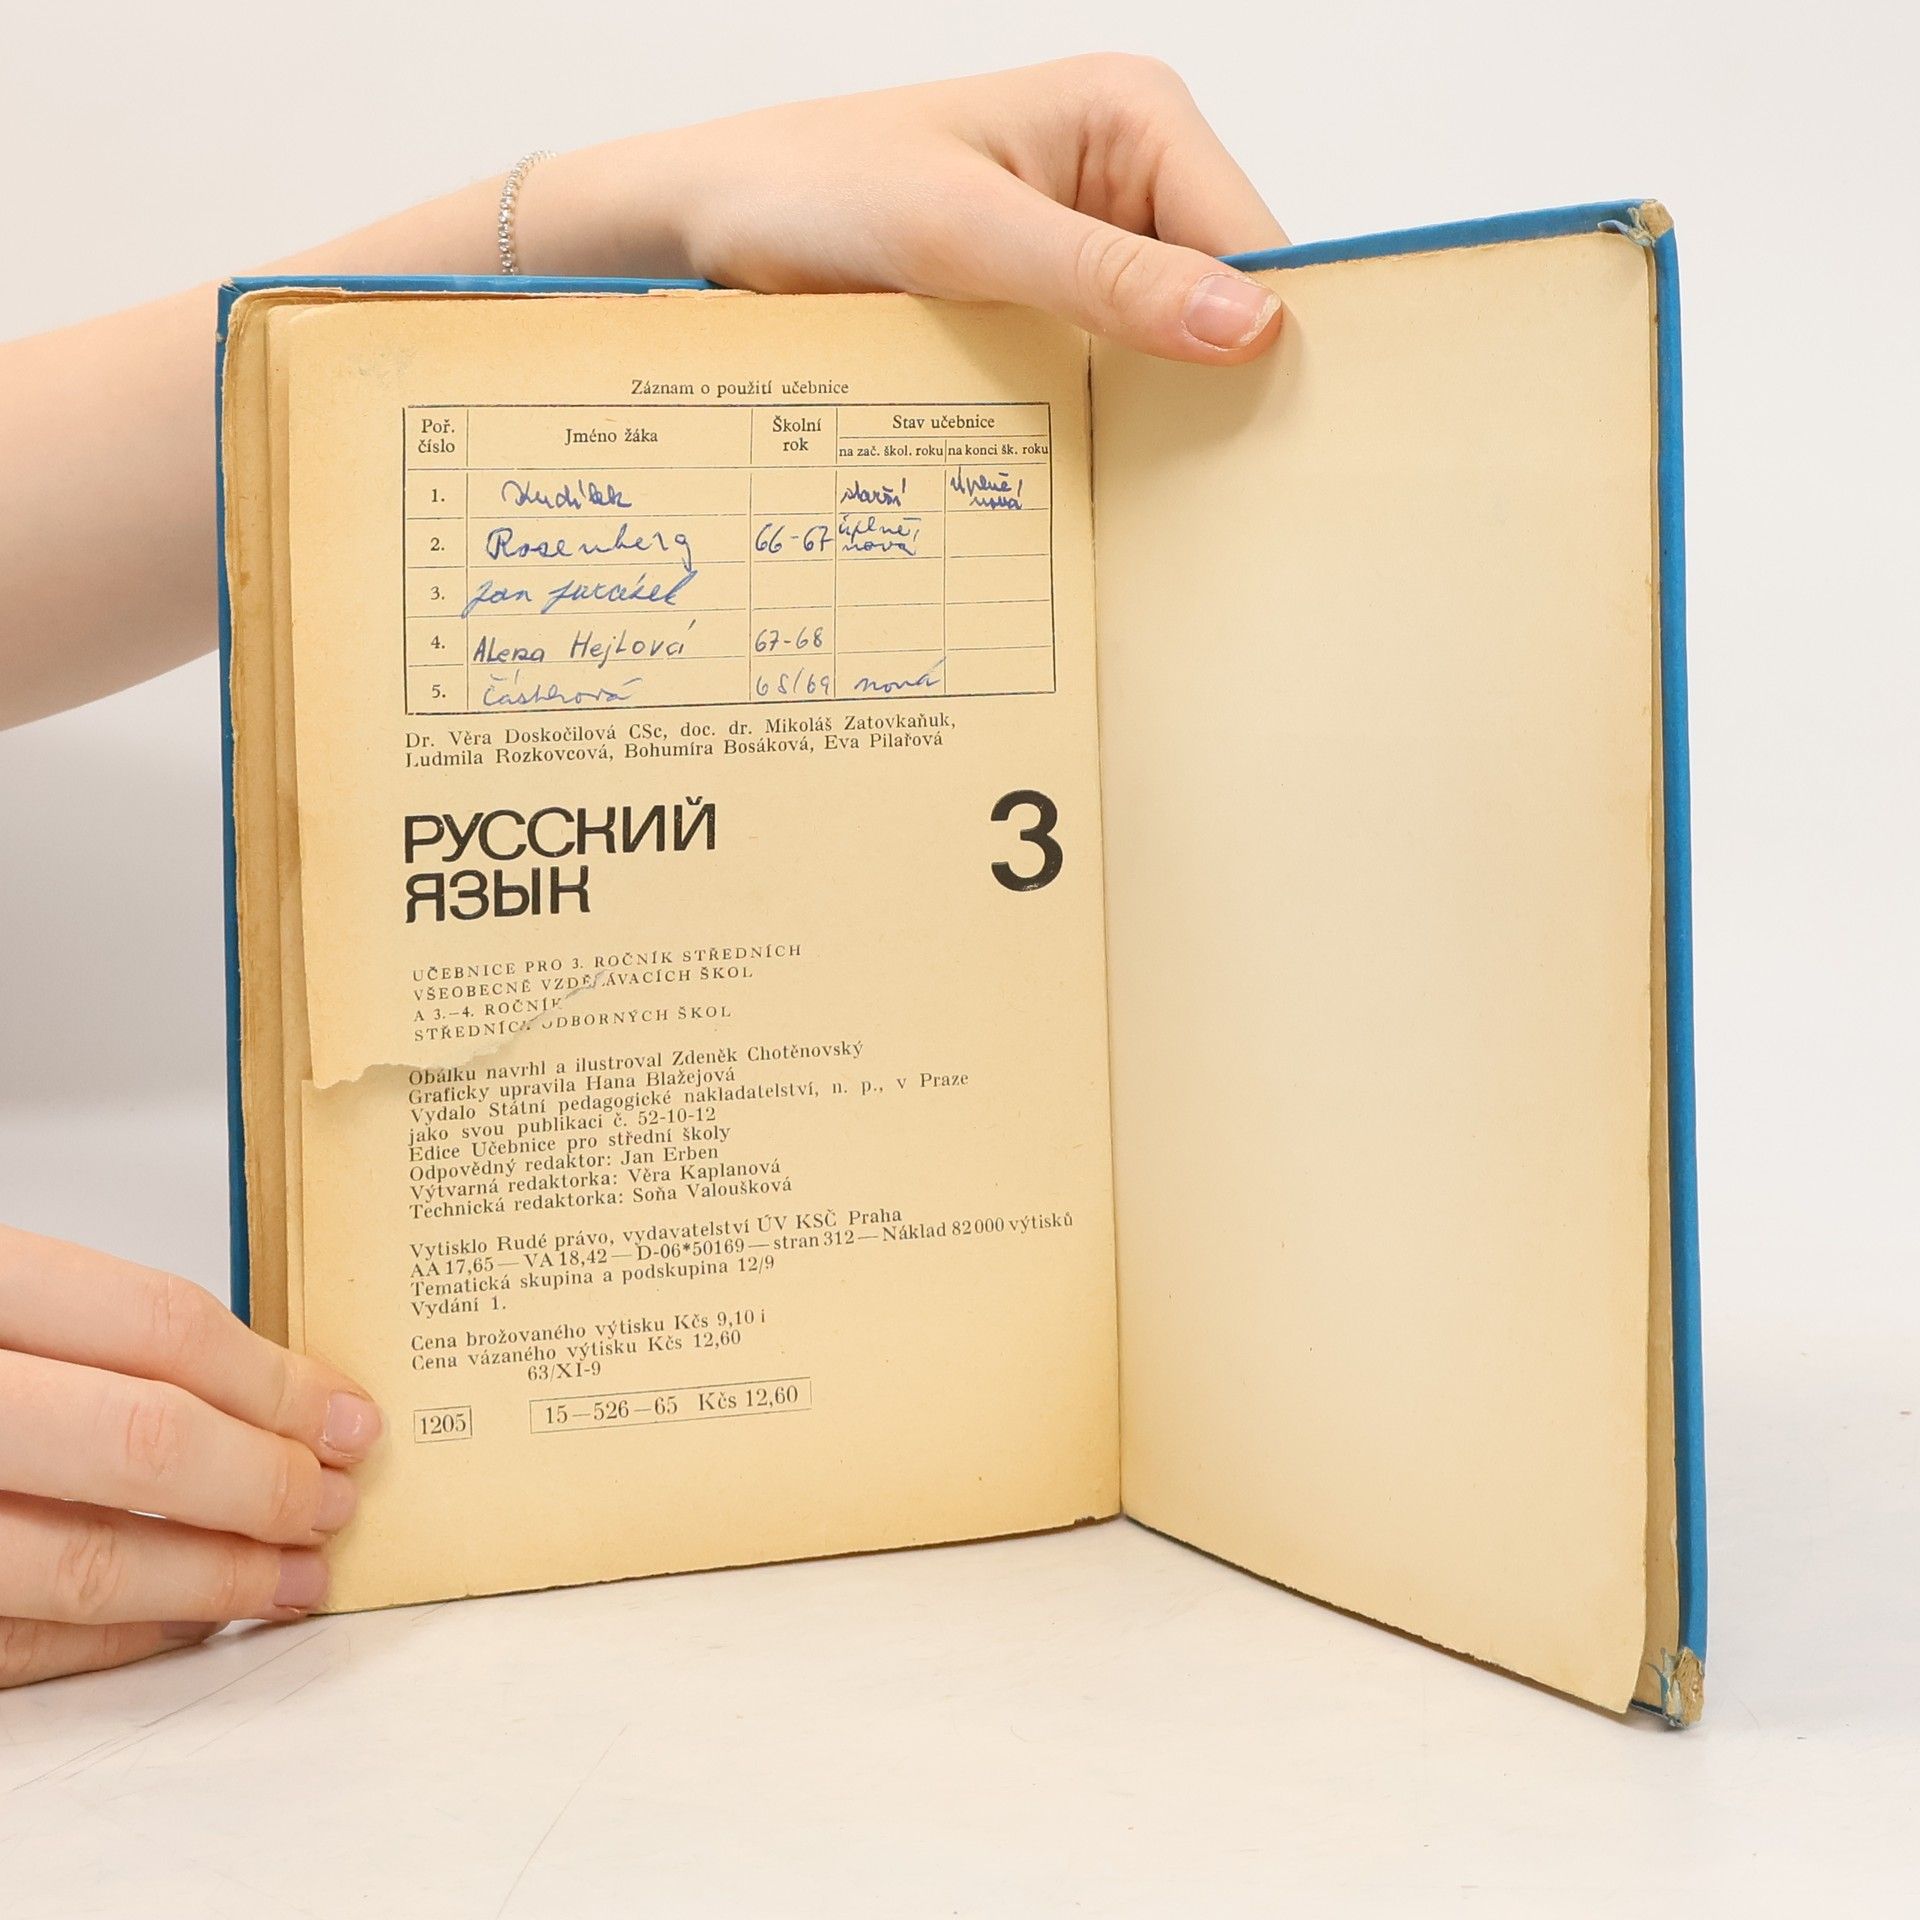 Záznam o použití učebnice
Poř. číslo Jméno žáka Školní rok Stav učebnice
na zač. škol. roku na konci šk. roku
1. starší úplně nová
2. Rosenberg 66-67 úplně nová
3. Jan
4. Alena Hejlová 67-68
5. Částková 68/69 nová
Dr. Věra Doskočilová CSc, doc. dr. Mikoláš Zatovkaňuk,
Ludmila Rozkovcová, Bohumíra Bosáková, Eva Pilařová
РУССКИЙ 3
ЯЗЫК
UČEBNICE PRO 3. ROČNÍK STŘEDNÍCH
VŠEOBECNĚ VZDĚLÁVACÍCH ŠKOL
A 3.–4. ROČNÍK
STŘEDNÍCH ODBORNÝCH ŠKOL
Obálku navrhl a ilustroval Zdeněk Chotěnovský
Graficky upravila Hana Blažejová
Vydalo Státní pedagogické nakladatelství, n. p., v Praze
jako svou publikaci č. 52-10-12
Edice Učebnice pro střední školy
Odpovědný redaktor: Jan Erben
Výtvarná redaktorka: Věra Kaplanová
Technická redaktorka: Soňa Valoušková
Vytisklo Rudé právo, vydavatelství ÚV KSČ Praha
AA 17,65 — VA 18,42 — D-06*50169 — stran 312 — Náklad 82 000 výtisků
Tematická skupina a podskupina 12/9
Vydání 1.
Cena brožovaného výtisku Kčs 9,10 i
Cena vázaného výtisku Kčs 12,60
63/XI-9
1205 15—526—65 Kčs 12,60